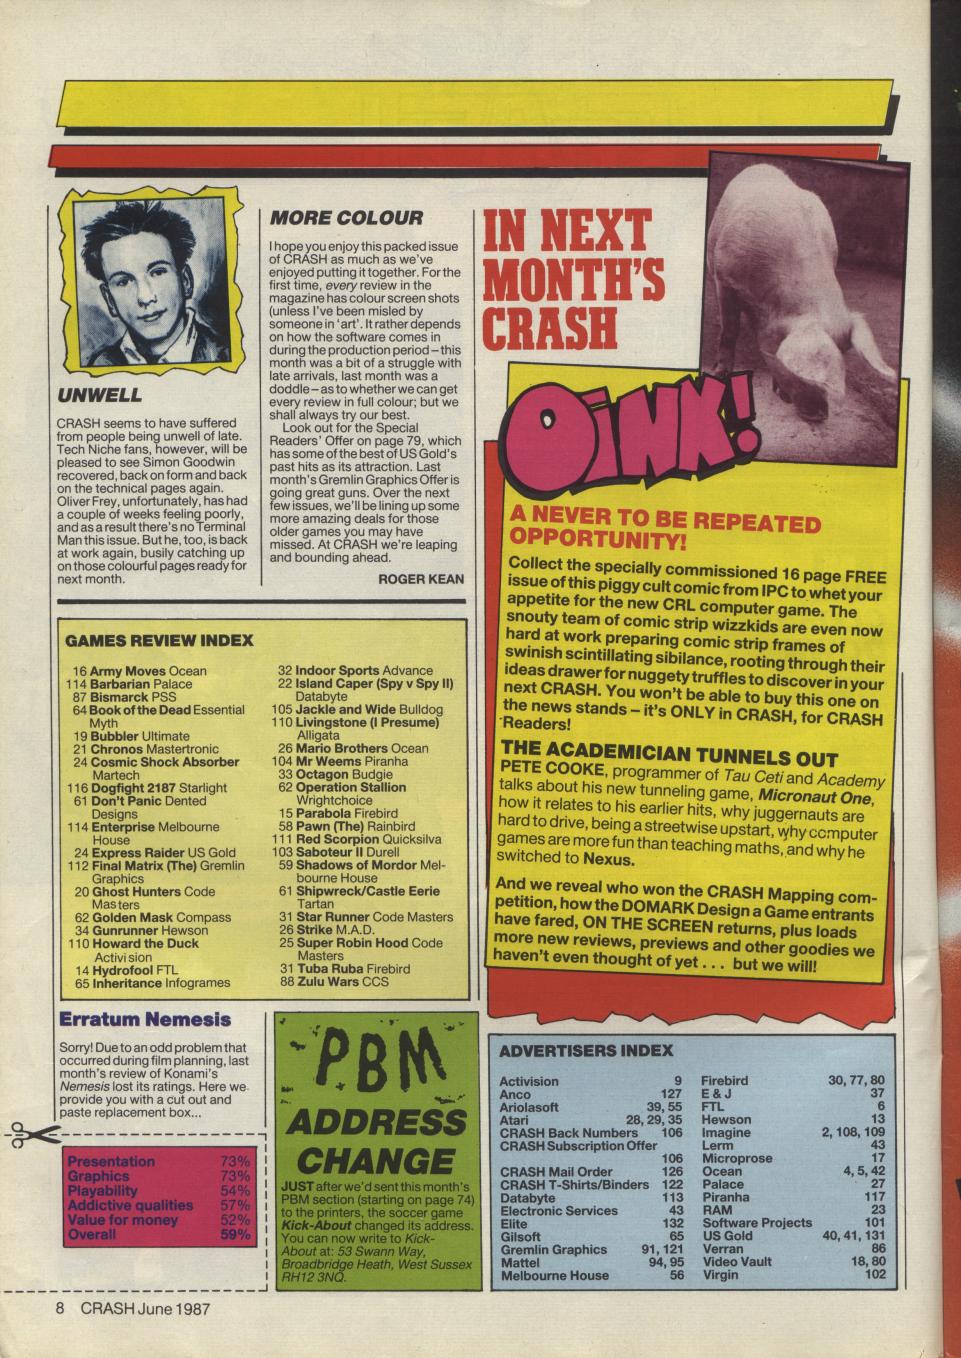 UNWELL
CRASH seems to have suffered
from people being unwell of late.
Tech Niche fans, however, will be
pleased to see Simon Goodwin
recovered, back on form and back
on the technical pages again.
Oliver Frey, unfortunately, has had
a couple of weeks feeling poorly,
and as a result there's no Terminal
Man this issue. But he, too, is back
at work again, busily catching up
on those colourful pages ready for
next month.
MORE COLOUR
I hope you enjoy this packed issue
of CRASH as much as we've
enjoyed putting it together. For the
first time, every review in the
magazine has colour screen shots
(unless I've been misled by
someone in 'art'. It rather depends
on how the software comes in
during the production period – this
month was a bit of a struggle with
late arrivals, last month was a
doddle – as to whether we can get
every review in full colour; but we
shall always try our best.
Look out for the Special
Readers' Offer on page 79, which
has some of the best of US Gold's
past hits as its attraction. Last
month's Gremlin Graphics Offer is
going great guns. Over the next
few issues, we'll be lining up some
more amazing deals for those
older games you may have
missed. At CRASH we're leaping
and bounding ahead.
ROGER KEAN
GAMES REVIEW INDEX
16 Army Moves Ocean
114 Barbarian Palace
87 Bismarck PSS
64 Book of the Dead Essential
Myth
19 Bubbler Ultimate
21 Chronos Mastertronic
24 Cosmic Shock Absorber
Martech
116 Dogfight 2187 Starlight
61 Don't Panic Dented
Designs
114 Enterprise Melbourne
House
24 Express Raider US Gold
112 Final Matrix (The) Gremlin
Graphics
20 Ghost Hunters Code
Masters
62 Golden Mask Compass
34 Gunrunner Hewson
110 Howard the Duck
Activision
14 Hydrofool FTL
65 Inheritance Infogrames
32 Indoor Sports Advance
22 Island Caper (Spy v Spy II)
Databyte
105 Jackle and Wide Bulldog
110 Livingstone (I Presume)
Alligata
26 Mario Brothers Ocean
104 Mr Weems Piranha
33 Octagon Budgie
62 Operation Stallion
Wrightchoice
15 Parabola Firebird
58 Pawn (The) Rainbird
111 Red Scorpion Quicksilva
103 Saboteur II Durell
59 Shadows of Mordor Mel-
bourne House
61 Shipwreck/Castle Eerie
Tartan
31 Star Runner Code Masters
26 Strike M.A.D.
25 Super Robin Hood Code
Masters
31 Tuba Ruba Firebird
88 Zulu Wars CCS
Erratum Nemesis
Sorry! Due to an odd problem that
occurred during film planning, last
month's review of Konami's
Nemesis lost its ratings. Here we
provide you with a cut out and
paste replacement box...
Presentation 73%
Graphics 73%
Playability 54%
Addictive qualities 57%
Value for money 52%
Overall 59%
PBM
ADDRESS
CHANGE
JUST after we'd sent this month's
PBM section (starting on page 74)
to the printers, the soccer game
Kick-About changed its address.
You can now write to Kick-
About at: 53 Swann Way,
Broadbridge Heath, West Sussex
RH12 3NQ.
IN NEXT
MONTH'S
CRASH
OiNK!
A NEVER TO BE REPEATED
OPPORTUNITY!
Collect the specially commissioned 16 page FREE
issue of this piggy cult comic from IPC to whet your
appetite for the new CRL computer game. The
snouty team of comic strip wizzkids are even now
hard at work preparing comic strip frames of
swinish scintillating sibilance, rooting through their
ideas drawer for nuggety truffles to discover in your
next CRASH. You won't be able to buy this one on
the news stands – it's ONLY in CRASH, for CRASH
Readers!
THE ACADEMICIAN TUNNELS OUT
PETE COOKE, programmer of Tau Ceti and Academy
talks about his new tunneling game, Micronaut One,
how it relates to his earlier hits, why juggernauts are
hard to drive, being a streetwise upstart, why computer
games are more fun than teaching maths, and why he
switched to Nexus.
And we reveal who won the CRASH Mapping com-
petition, how the DOMARK Design a Game entrants
have fared, ON THE SCREEN returns, plus loads
more new reviews, previews and other goodies we
haven't even thought of yet . . . but we will!
ADVERTISERS INDEX
Activision 9
Anco 127
Ariolasoft 39, 55
Atari 28, 29, 35
CRASH Back Numbers 106
CRASH Subscription Offer
106
CRASH Mail Order 126
CRASH T-Shirts/Binders 122
Databyte 113
Electronic Services 43
Elite 132
Gilsoft 65
Gremlin Graphics 91, 121
Mattel 94, 95
Melbourne House 56
Firebird 30, 77, 80
E & J 37
FTL 6
Hewson 13
Imagine 2, 108, 109
Lerm 43
Microprose 17
Ocean 4, 5, 42
Palace 27
Piranha 117
RAM 23
Software Projects 101
US Gold 40, 41, 131
Verran 86
Video Vault 18, 80
Virgin 102
8 CRASH June 1987